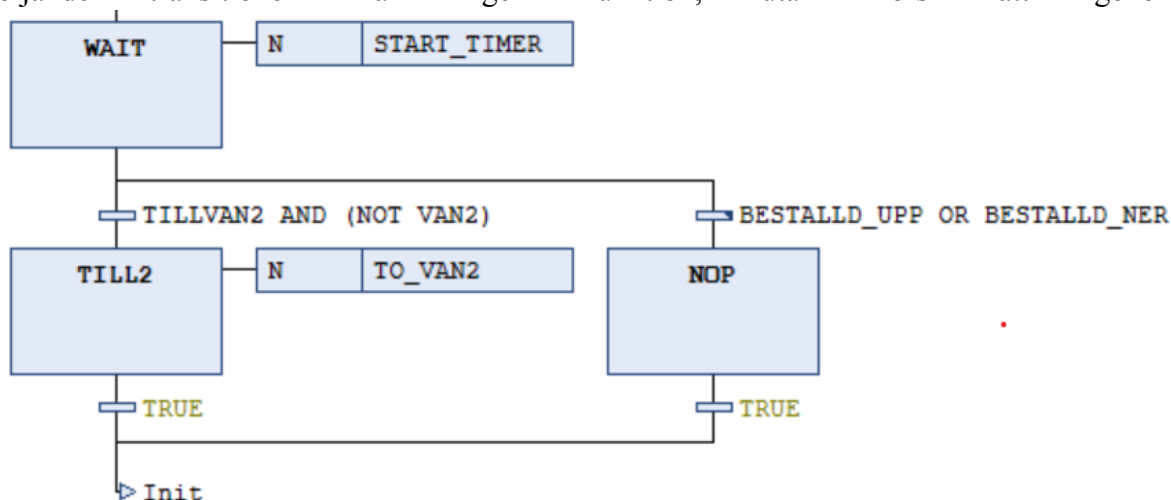 WAIT
N START_TIMER
TILLVAN2 AND (NOT VAN2)
BESTALLD_UPP OR BESTALLD_NER
TILL2
N TO_VAN2
NOP
TRUE
TRUE
Init